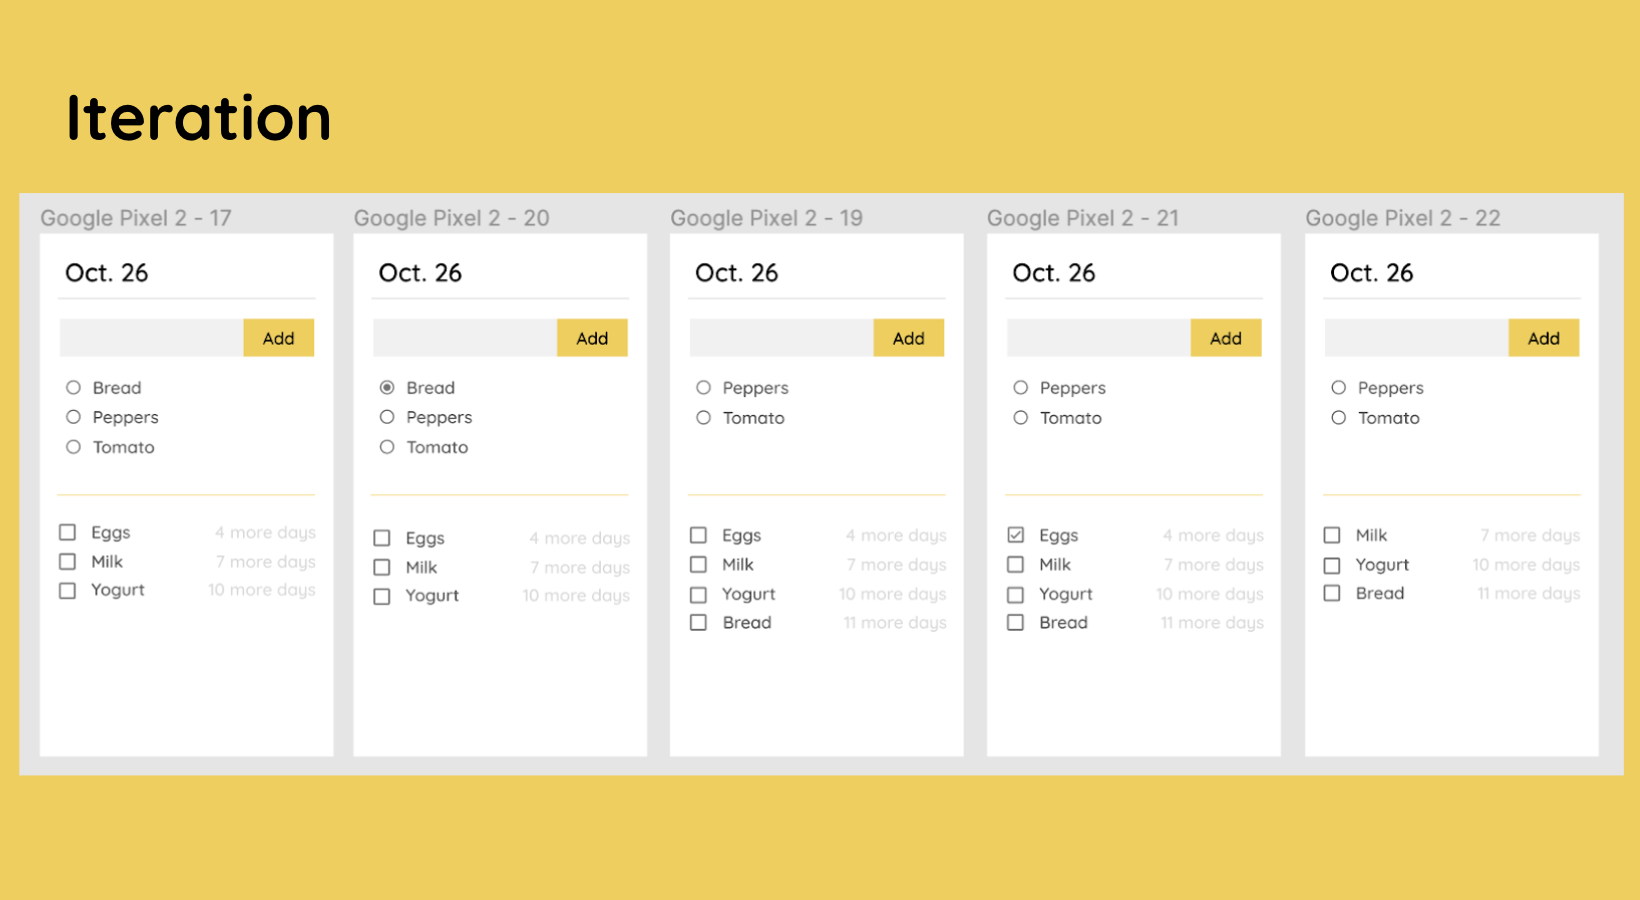 Iteration
Google Pixel 2 - 17
Oct. 26
Add
Bread
Peppers
Tomato
Eggs 4 more days
Milk 7 more days
Yogurt 10 more days
Google Pixel 2 - 20
Oct. 26
Add
Bread
Peppers
Tomato
Eggs 4 more days
Milk 7 more days
Yogurt 10 more days
Google Pixel 2 - 19
Oct. 26
Add
Peppers
Tomato
Eggs 4 more days
Milk 7 more days
Yogurt 10 more days
Bread 11 more days
Google Pixel 2 - 21
Oct. 26
Add
Peppers
Tomato
Eggs 4 more days
Milk 7 more days
Yogurt 10 more days
Bread 11 more days
Google Pixel 2 - 22
Oct. 26
Add
Peppers
Tomato
Milk 7 more days
Yogurt 10 more days
Bread 11 more days